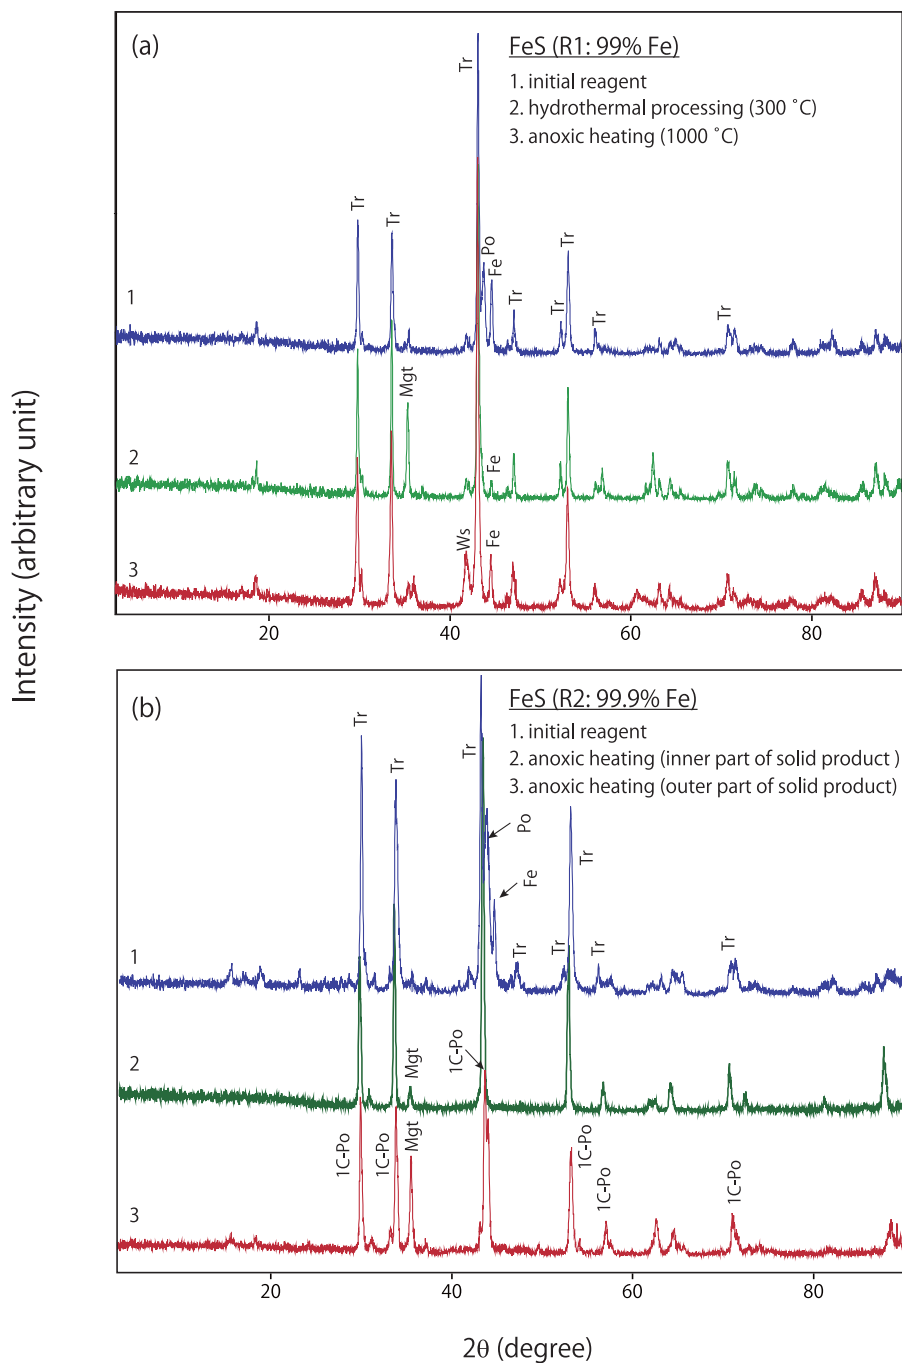 Intensity (arbitrary unit)
(a)
FeS (R1: 99% Fe)
1. initial reagent
2. hydrothermal processing (300 ˚C)
3. anoxic heating (1000 ˚C)
Tr
Tr
Tr
Po
Fe
Tr
Tr
Tr
Tr
1
Mgt
Fe
2
Ws
Fe
3
20
40
60
80
(b)
FeS (R2: 99.9% Fe)
1. initial reagent
2. anoxic heating (inner part of solid product )
3. anoxic heating (outer part of solid product)
Tr
Tr
Tr
Po
Fe
Tr
Tr
Tr
Tr
Tr
1
Mgt
2
1C-Po
1C-Po
1C-Po
Mgt
1C-Po
1C-Po
1C-Po
3
20
40
60
80
2θ (degree)